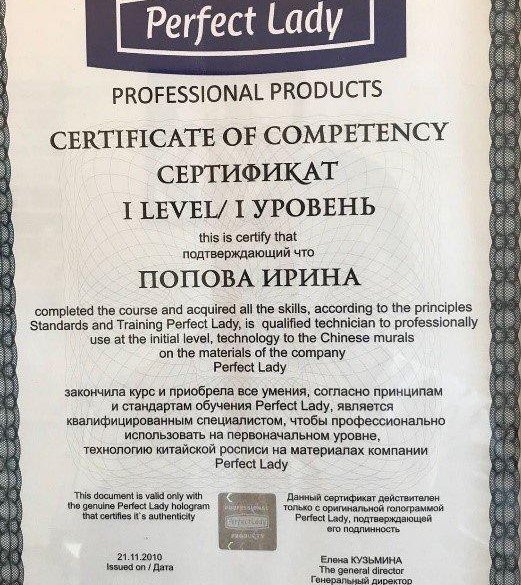 Perfect Lady
PROFESSIONAL PRODUCTS
CERTIFICATE OF COMPETENCY
СЕРТИФИКАТ
I LEVEL/ I УРОВЕНЬ
this is certify that
подтверждающий что
ПОПОВА ИРИНА
completed the course and acquired all the skills, according to the principles
Standards and Training Perfect Lady, is qualified technician to professionally
use at the initial level, technology to the Chinese murals
on the materials of the company
Perfect Lady
закончила курс и приобрела все умения, согласно принципам
и стандартам обучения Perfect Lady, является
квалифицированным специалистом, чтобы профессионально
использовать на первоначальном уровне,
технологию китайской росписи на материалах компании
Perfect Lady
This document is valid only with
the genuine Perfect Lady hologram
that certifies it`s authenticity
PROFESSIONAL
Perfect Lady
PRODUCTS
Данный сертификат действителен
только с оригинальной голограммой
Perfect Lady, подтверждающей
его подлинность
21.11.2010
Issued on / Дата
Елена КУЗЬМИНА
The general director
Генеральный директор